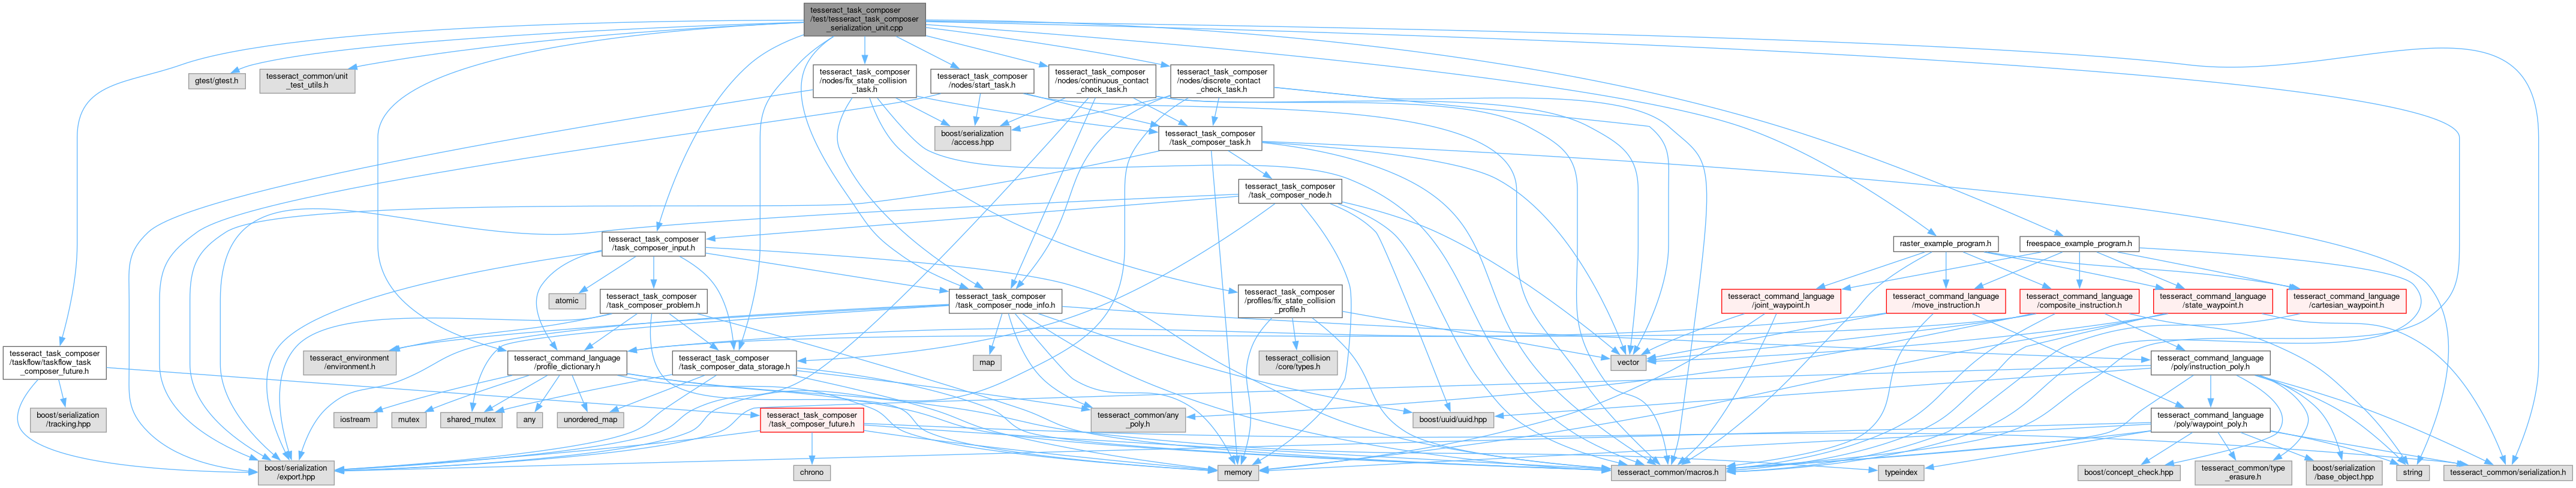 tesseract_task_composer
/test/tesseract_task_composer
_serialization_unit.cpp
gtest/gtest.h
tesseract_common/unit
_test_utils.h
tesseract_task_composer
/nodes/fix_state_collision
_task.h
tesseract_task_composer
/nodes/start_task.h
tesseract_task_composer
/nodes/continuous_contact
_check_task.h
tesseract_task_composer
/nodes/discrete_contact
_check_task.h
boost/serialization
/access.hpp
tesseract_task_composer
/task_composer_task.h
tesseract_task_composer
/task_composer_node.h
tesseract_task_composer
/task_composer_input.h
raster_example_program.h
freespace_example_program.h
atomic
tesseract_task_composer
/task_composer_problem.h
tesseract_task_composer
/task_composer_node_info.h
tesseract_task_composer
/profiles/fix_state_collision
_profile.h
tesseract_command_language
/joint_waypoint.h
tesseract_command_language
/move_instruction.h
tesseract_command_language
/composite_instruction.h
tesseract_command_language
/state_waypoint.h
tesseract_command_language
/cartesian_waypoint.h
tesseract_task_composer
/taskflow/taskflow_task
_composer_future.h
tesseract_environment
/environment.h
tesseract_command_language
/profile_dictionary.h
tesseract_task_composer
/task_composer_data_storage.h
map
tesseract_collision
/core/types.h
vector
tesseract_command_language
/poly/instruction_poly.h
boost/serialization
/tracking.hpp
iostream
mutex
shared_mutex
any
unordered_map
tesseract_task_composer
/task_composer_future.h
tesseract_common/any
_poly.h
boost/uuid/uuid.hpp
tesseract_command_language
/poly/waypoint_poly.h
boost/serialization
/export.hpp
chrono
memory
tesseract_common/macros.h
typeindex
boost/concept_check.hpp
tesseract_common/type
_erasure.h
boost/serialization
/base_object.hpp
string
tesseract_common/serialization.h